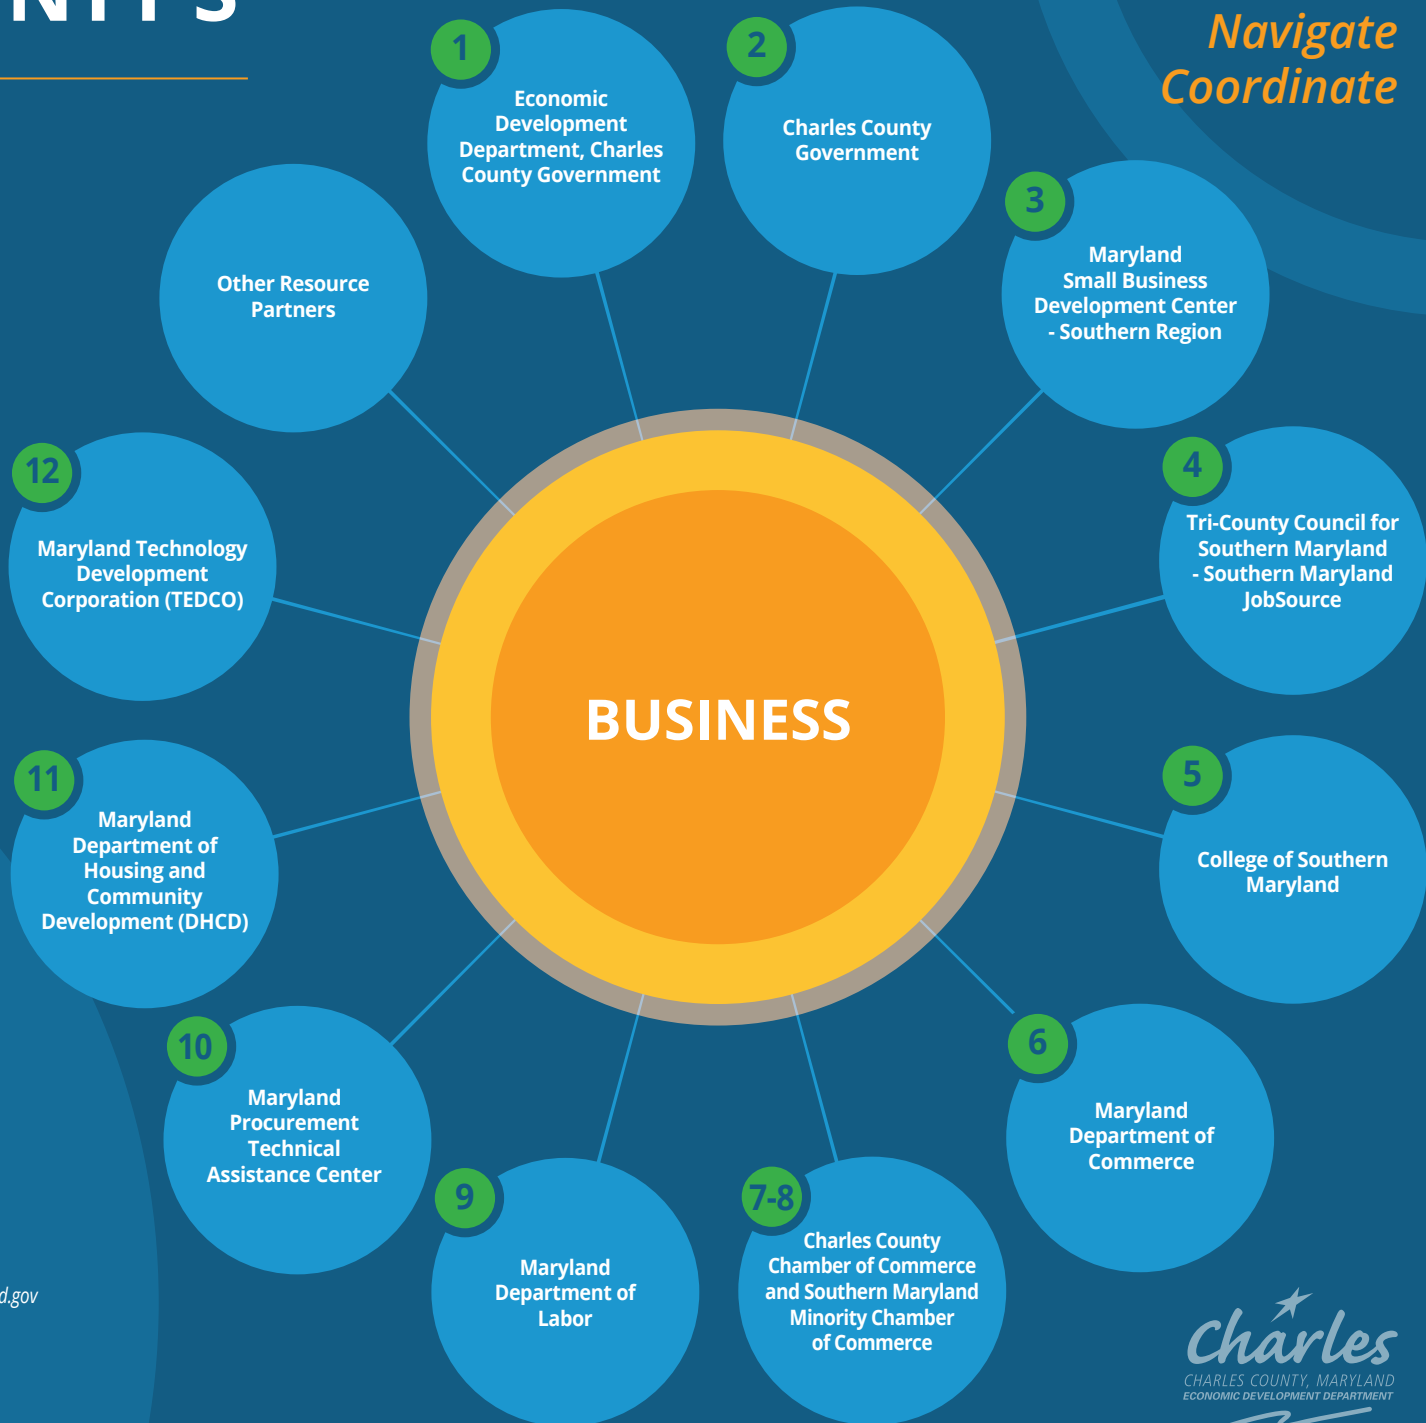 Navigate
Coordinate
1
Economic
Development
Department, Charles
County Government
2
Charles County
Government
3
Maryland
Small Business
Development Center
- Southern Region
4
Tri-County Council for
Southern Maryland
- Southern Maryland
JobSource
5
College of Southern
Maryland
6
Maryland
Department of
Commerce
7-8
Charles County
Chamber of Commerce
and Southern Maryland
Minority Chamber
of Commerce
9
Maryland
Department of
Labor
10
Maryland
Procurement
Technical
Assistance Center
11
Maryland
Department of
Housing and
Community
Development (DHCD)
12
Maryland Technology
Development
Corporation (TEDCO)
Other Resource
Partners
BUSINESS
d.gov
Charles
CHARLES COUNTY, MARYLAND
ECONOMIC DEVELOPMENT DEPARTMENT